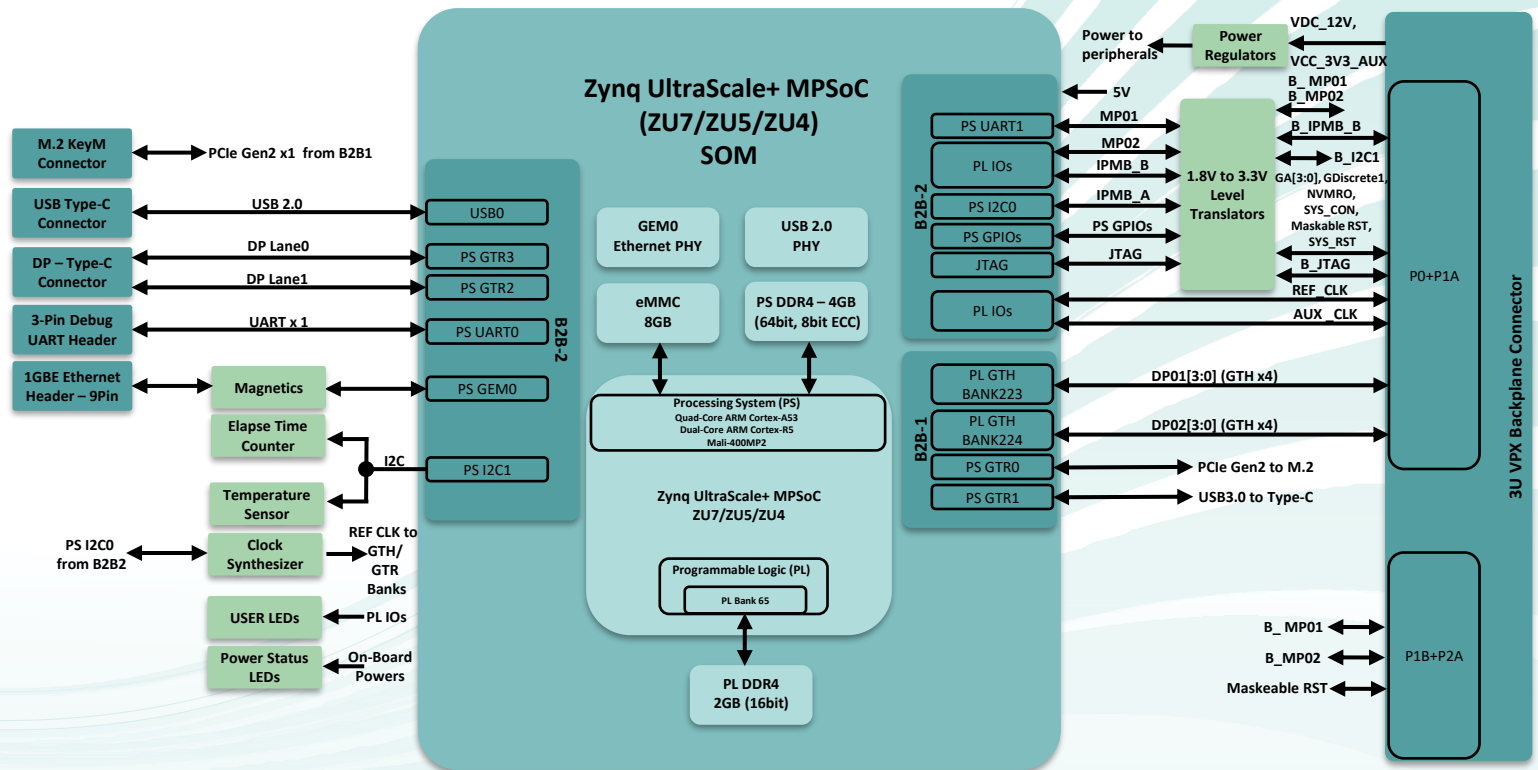 Zynq UltraScale+ MPSoC
(ZU7/ZU5/ZU4)
SOM
M.2 KeyM
Connector
PCIe Gen2 x1 from B2B1
USB Type-C
Connector
USB 2.0
DP – Type-C
Connector
DP Lane0
DP Lane1
3-Pin Debug
UART Header
UART x 1
1GBE Ethernet
Header – 9Pin
Magnetics
Elapse Time
Counter
I2C
Temperature
Sensor
PS I2C0
from B2B2
Clock
Synthesizer
REF CLK to
GTH/
GTR
Banks
USER LEDs
PL IOs
Power Status
LEDs
On-Board
Powers
USB0
PS GTR3
PS GTR2
PS UART0
PS GEM0
PS I2C1
B2B-2
GEM0
Ethernet PHY
USB 2.0
PHY
eMMC
8GB
PS DDR4 – 4GB
(64bit, 8bit ECC)
Processing System (PS)
Quad-Core ARM Cortex-A53
Dual-Core ARM Cortex-R5
Mali-400MP2
Zynq UltraScale+ MPSoC
ZU7/ZU5/ZU4
Programmable Logic (PL)
PL Bank 65
PL DDR4
2GB (16bit)
B2B-2
PS UART1
PL IOs
PS I2C0
PS GPIOs
JTAG
PL IOs
B2B-1
PL GTH
BANK223
PL GTH
BANK224
PS GTR0
PS GTR1
Power to
peripherals
Power
Regulators
VDC_12V,
VCC_3V3_AUX
5V
MP01
MP02
IPMB_B
IPMB_A
PS GPIOs
JTAG
1.8V to 3.3V
Level
Translators
B_MP01
B_MP02
B_IPMB_B
B_I2C1
GA[3:0], GDiscrete1,
NVMRO,
SYS_CON,
Maskable RST,
SYS_RST
B_JTAG
REF_CLK
AUX _CLK
DP01[3:0] (GTH x4)
DP02[3:0] (GTH x4)
PCIe Gen2 to M.2
USB3.0 to Type-C
P0+P1A
3U VPX Backplane Connector
B_ MP01
B_MP02
Maskeable RST
P1B+P2A